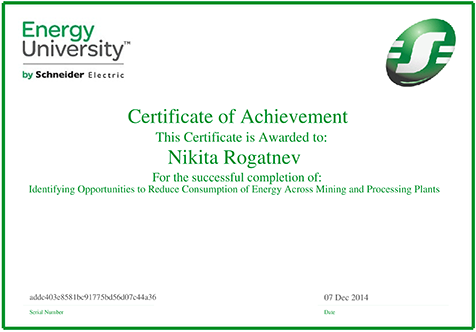 Energy
University™
by Schneider Electric
Certificate of Achievement
This Certificate is Awarded to:
Nikita Rogatnev
For the successful completion of:
Identifying Opportunities to Reduce Consumption of Energy Across Mining and Processing Plants
addc403e8581bc91775bd56d07c44a36
07 Dec 2014
Serial Number
Date